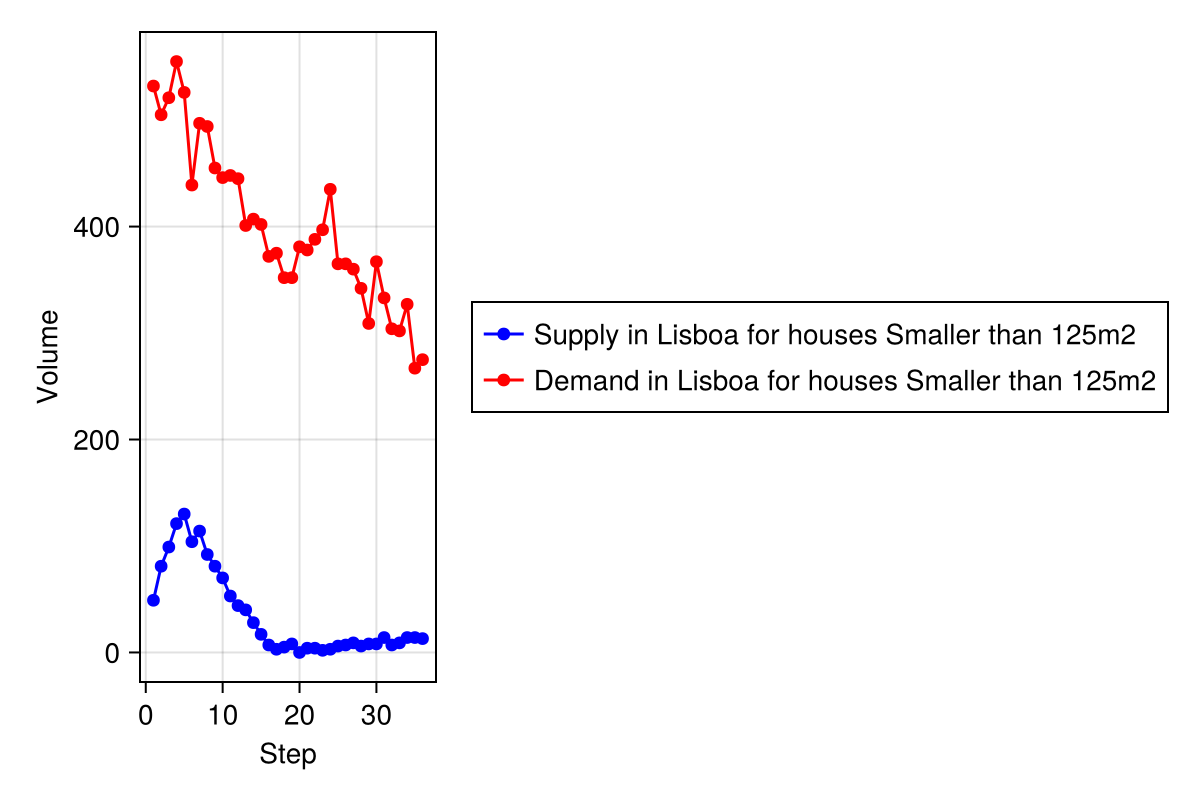 Volume
400
200
0
0 10 20 30
Step
Supply in Lisboa for houses Smaller than 125m2
Demand in Lisboa for houses Smaller than 125m2